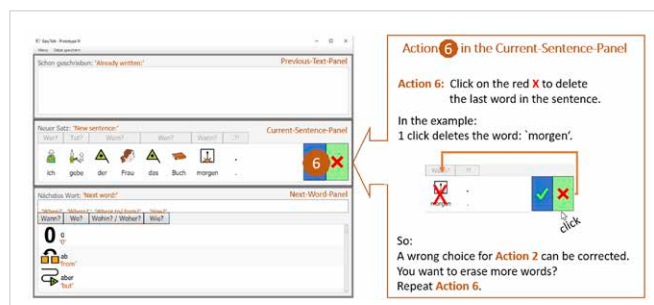 EasyTalk - Prototype III
Menu Datei speichern
Schon geschrieben: 'Already written:'
Previous-Text-Panel
Neuer Satz: 'New sentence:'
Current-Sentence-Panel
Wer? Tut? Wem? Wen? Wann? .?!
ich gebe der Frau das Buch morgen .
6
Nächstes Wort: 'Next word:'
Next-Word-Panel
Wann? Wo? Wohin? / Woher? Wie?
0 0
'0'
ab
'from'
aber
'but'
Action 6 in the Current-Sentence-Panel
Action 6: Click on the red X to delete
the last word in the sentence.
In the example:
1 click deletes the word: `morgen'.
Wann? .?!
morgen .
click
So:
A wrong choice for Action 2 can be corrected.
You want to erase more words?
Repeat Action 6.